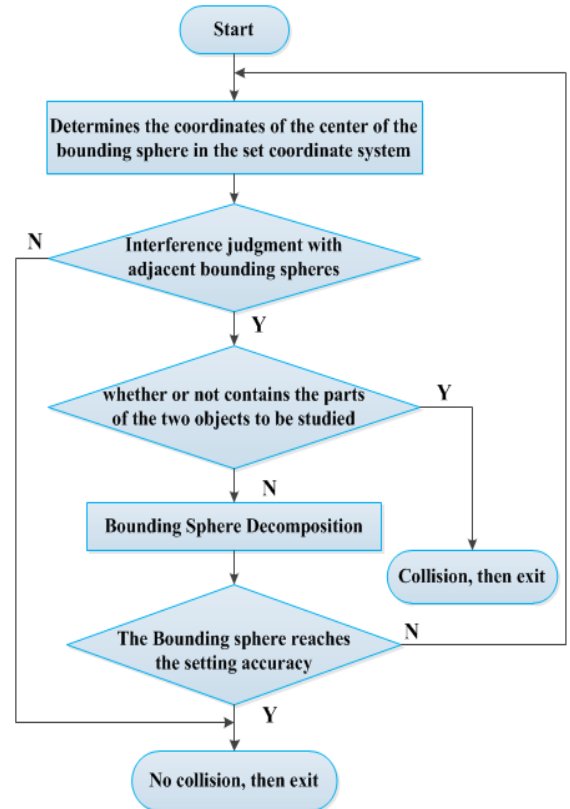 Start
Determines the coordinates of the center of the
bounding sphere in the set coordinate system
N
Interference judgment with
adjacent bounding spheres
Y
whether or not contains the parts
of the two objects to be studied
Y
N
Bounding Sphere Decomposition
Collision, then exit
The Bounding sphere reaches
the setting accuracy
N
Y
No collision, then exit